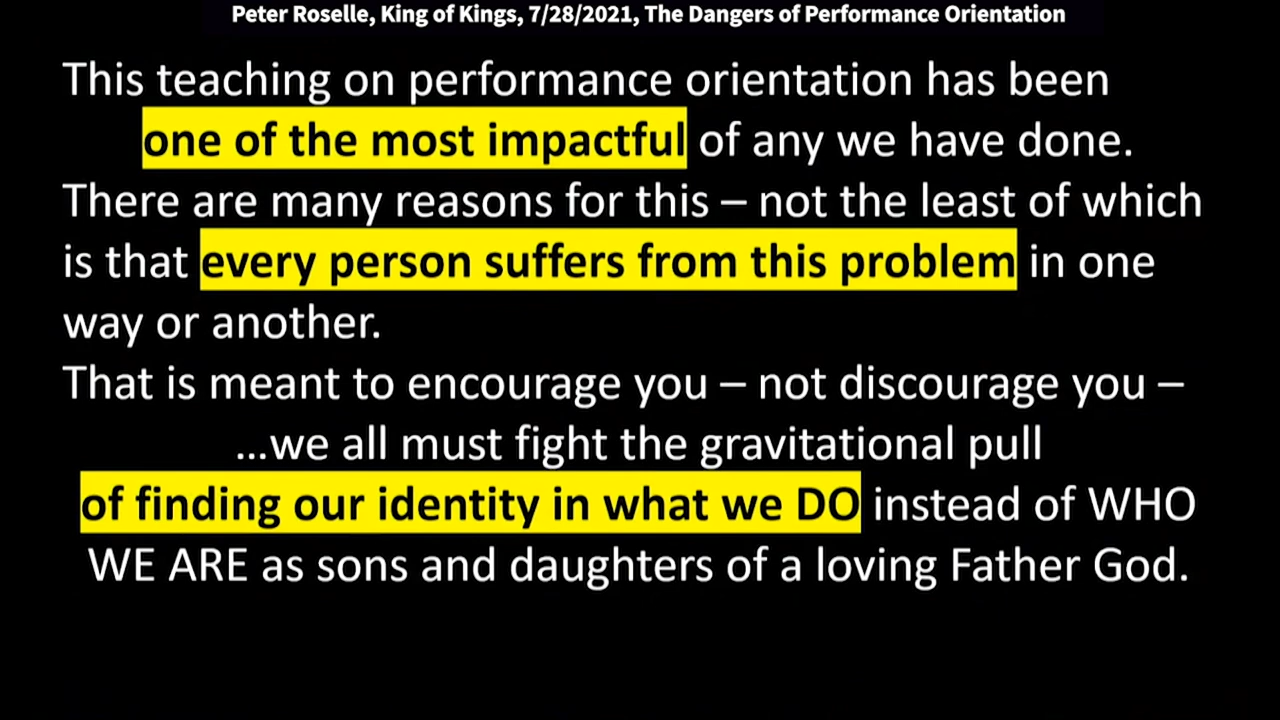 Peter Roselle, King of Kings, 7/28/2021, The Dangers of Performance Orientation
This teaching on performance orientation has been
one of the most impactful of any we have done.
There are many reasons for this – not the least of which
is that every person suffers from this problem in one
way or another.
That is meant to encourage you – not discourage you –
...we all must fight the gravitational pull
of finding our identity in what we DO instead of WHO
WE ARE as sons and daughters of a loving Father God.